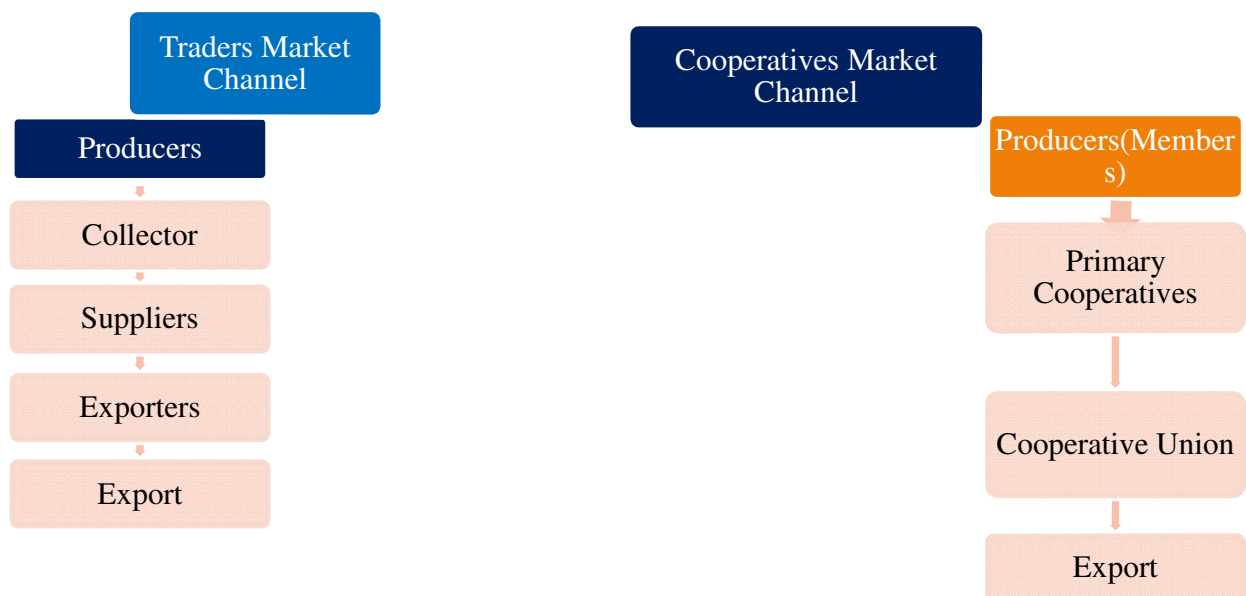 Traders Market
Channel
Producers
Collector
Suppliers
Exporters
Export
Cooperatives Market
Channel
Producers(Member
s)
Primary
Cooperatives
Cooperative Union
Export